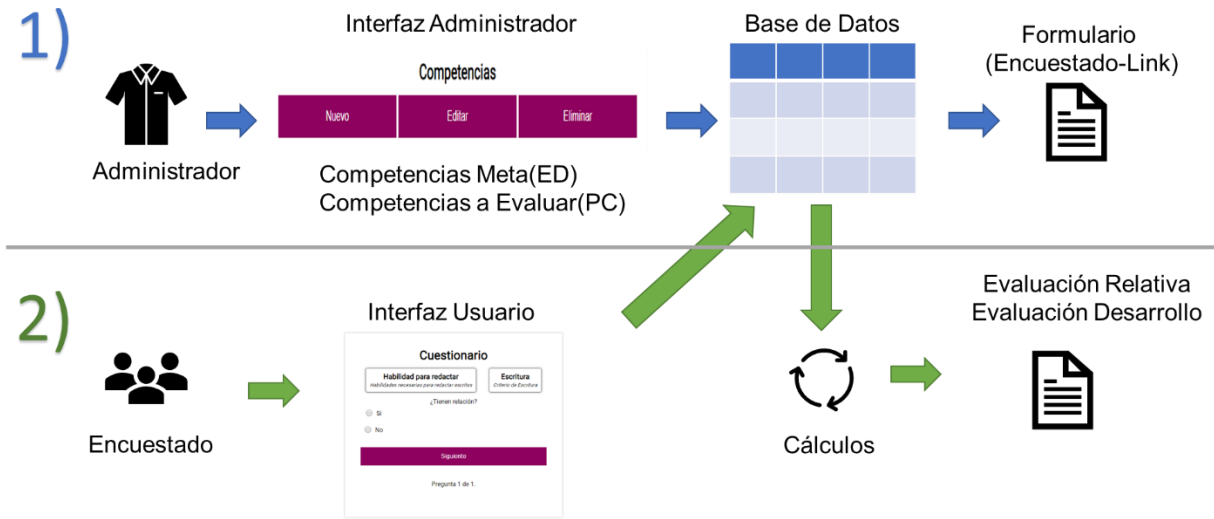 1)
Interfaz Administrador
Base de Datos
Formulario
(Encuestado-Link)
Competencias
Nuevo
Editar
Eliminar
Administrador
Competencias Meta(ED)
Competencias a Evaluar(PC)
2)
Interfaz Usuario
Evaluación Relativa
Evaluación Desarrollo
Cuestionario
Habilidad para redactar
Habilidades necesarias para redactar escritos
Escritura
Criterio de Escritura
¿Tienen relación?
Si
No
Siguiente
Pregunta 1 de 1.
Encuestado
Cálculos